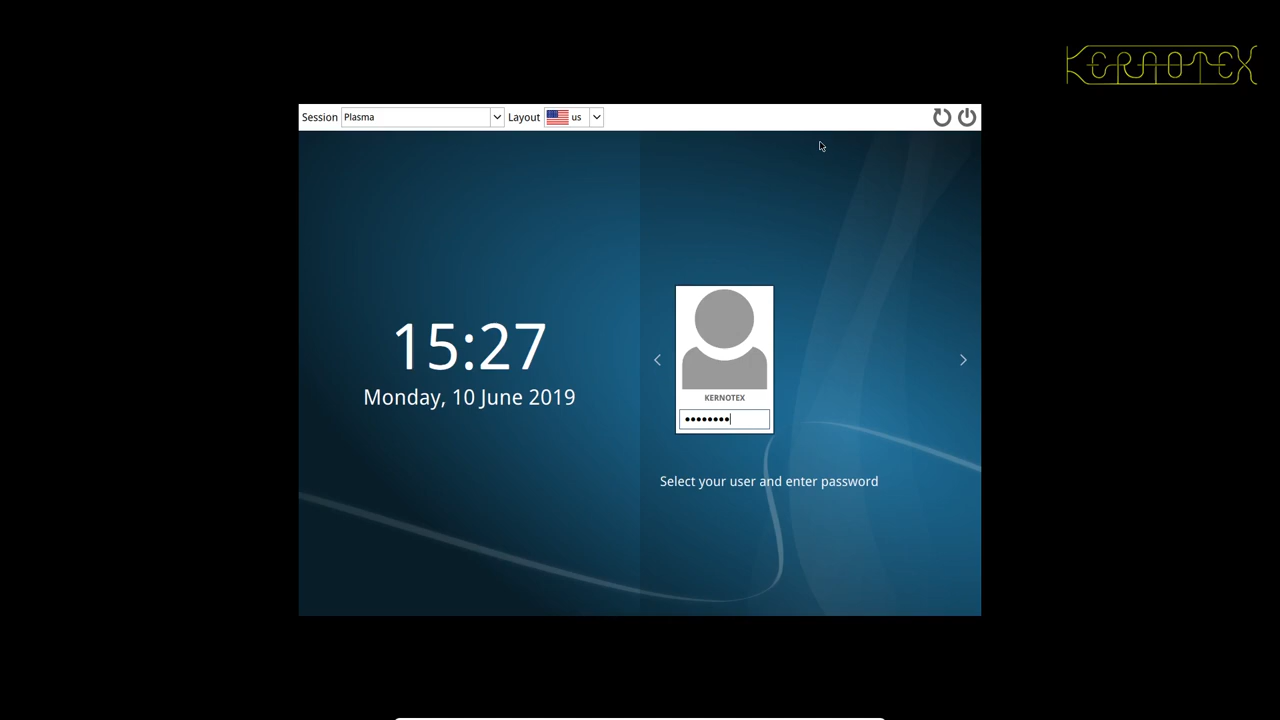 KERNOTEX
Session Plasma Layout us
15:27
Monday, 10 June 2019
KERNOTEX
Select your user and enter password